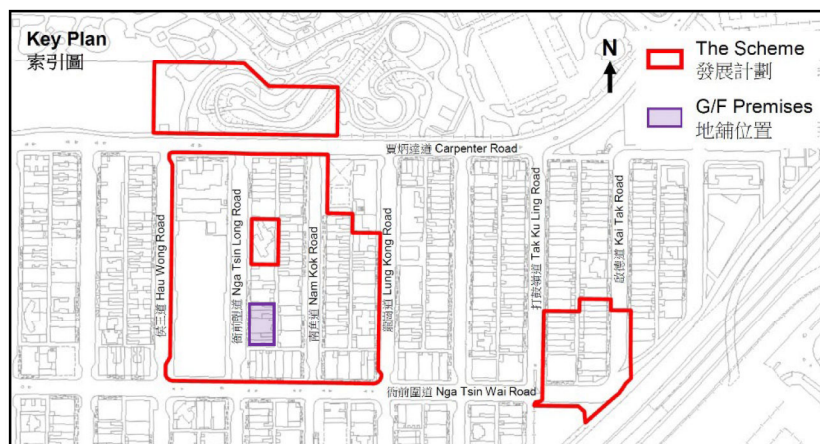 Key Plan
索引圖
N
The Scheme
發展計劃
G/F Premises
地舖位置
賈炳達道 Carpenter Road
侯王道 Hau Wong Road
衙前塱道 Nga Tsin Long Road
南角道 Nam Kok Road
龍崗道 Lung Kong Road
打鼓嶺道 Tak Ku Ling Road
啟德道 Kai Tak Road
衙前圍道 Nga Tsin Wai Road